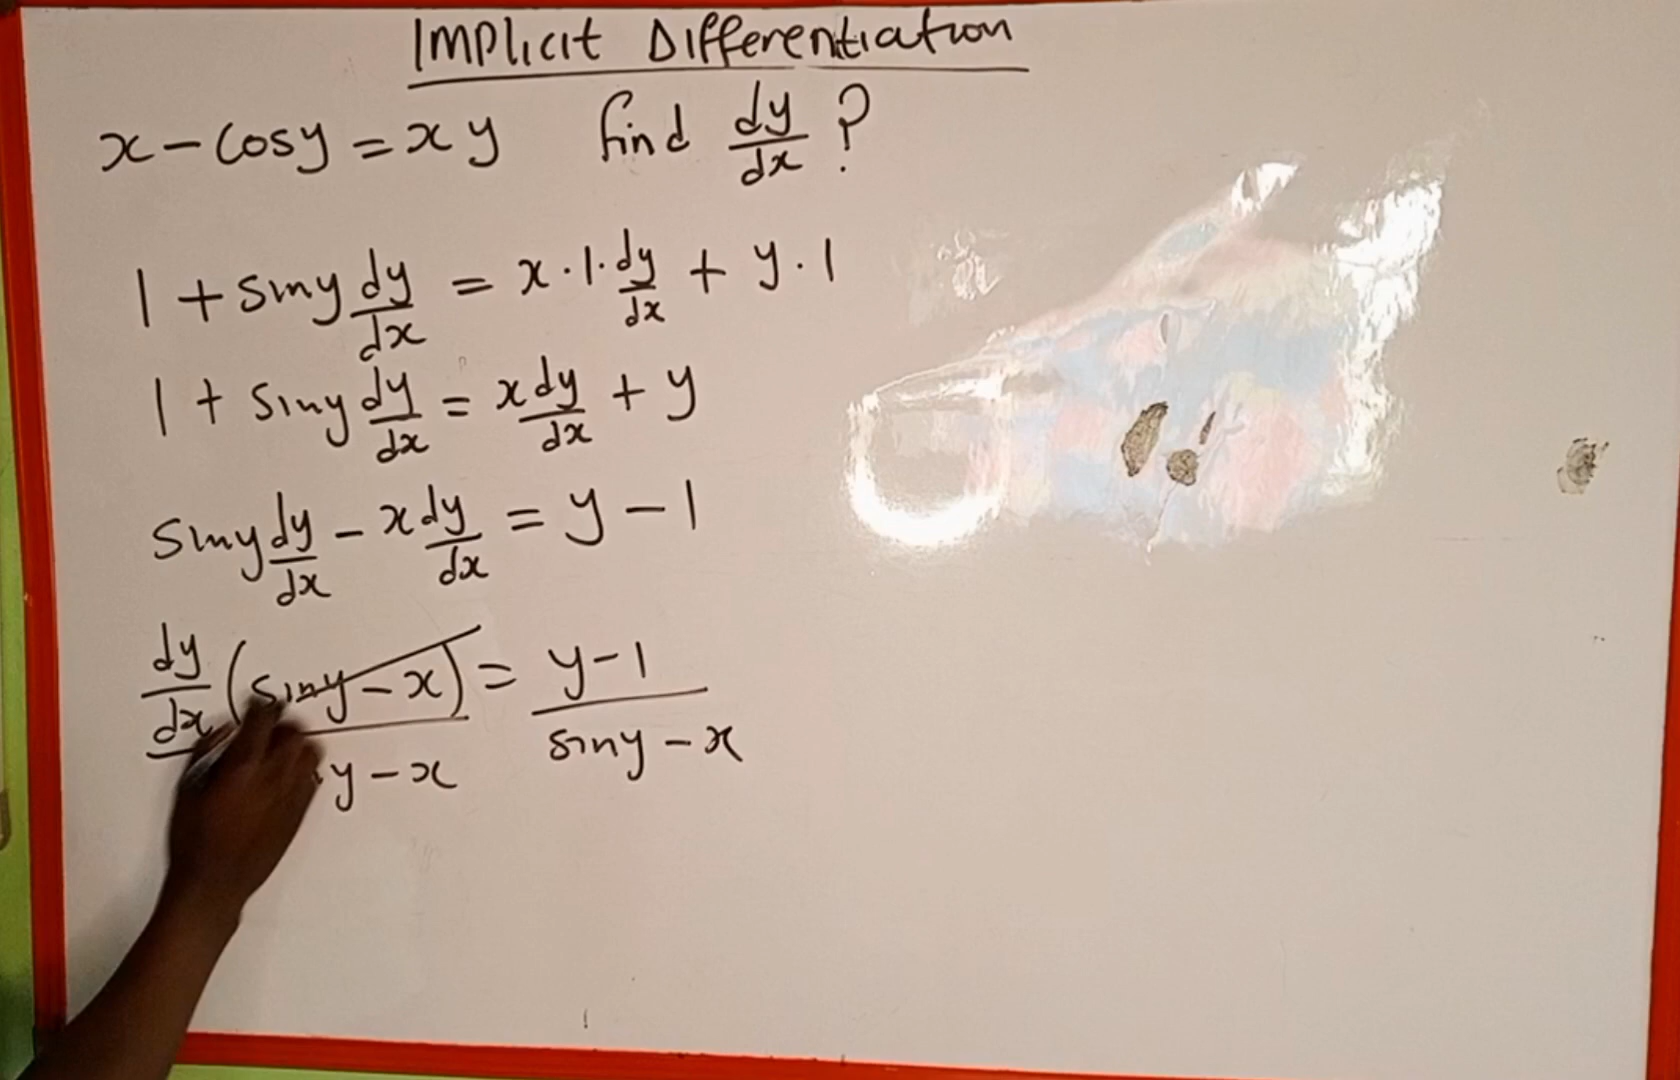 Implicit Differentiation
x - cosy = xy find dy/dx ?
1 + siny dy/dx = x · 1 · dy/dx + y · 1
1 + siny dy/dx = x dy/dx + y
siny dy/dx - x dy/dx = y - 1
dy/dx (siny - x) = y - 1
y - x siny - x